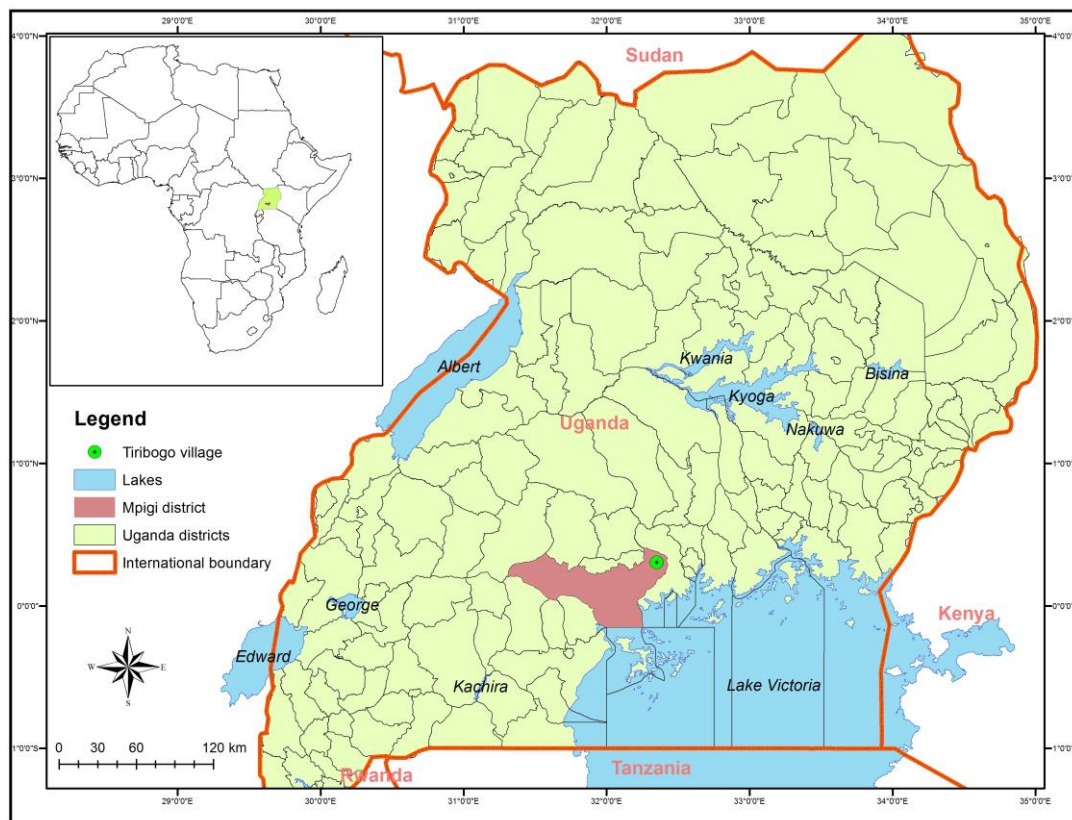 29°0'0"E 30°0'0"E 31°0'0"E 32°0'0"E 33°0'0"E 34°0'0"E 35°0'0"E
4°0'0"N 4°0'0"N
Sudan
3°0'0"N 3°0'0"N
2°0'0"N 2°0'0"N
Albert
Kwania
Bisina
Kyoga
Uganda
Nakuwa
Legend
Tiribogo village
Lakes
Mpigi district
Uganda districts
International boundary
1°0'0"N 1°0'0"N
George
0°0'0" 0°0'0"
Kenya
Edward
Kachira
Lake Victoria
N
W E
S
0 30 60 120 km
1°0'0"S 1°0'0"S
Rwanda
Tanzania
29°0'0"E 30°0'0"E 31°0'0"E 32°0'0"E 33°0'0"E 34°0'0"E 35°0'0"E